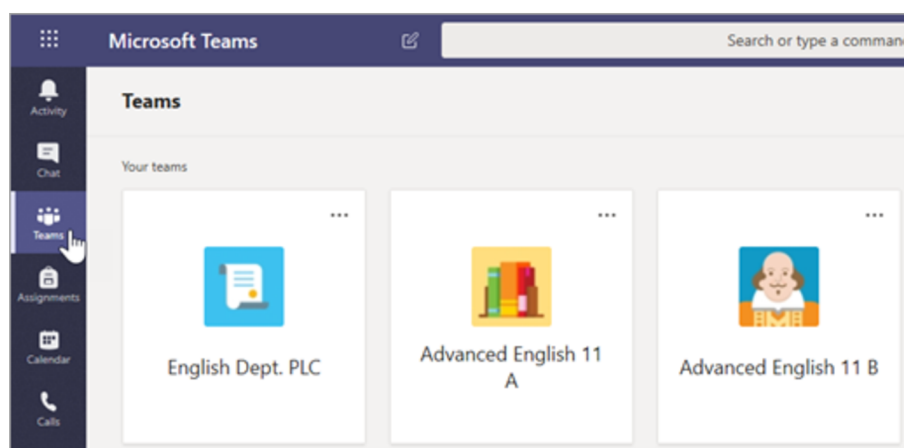 Microsoft Teams
Search or type a comman
Activity
Teams
Chat
Your teams
Teams
Assignments
Calendar
Calls
English Dept. PLC
Advanced English 11
A
Advanced English 11 B